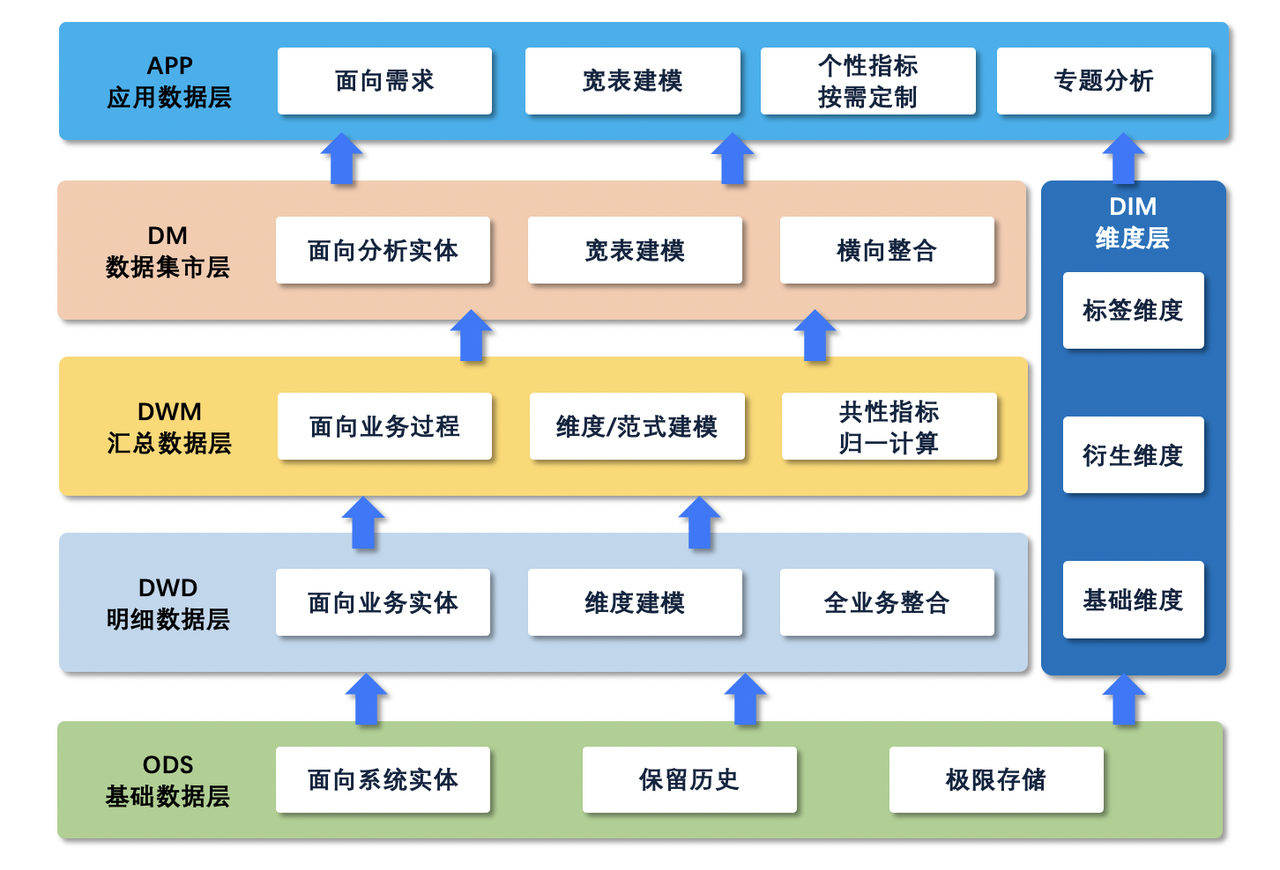 APP
应用数据层
面向需求
宽表建模
个性指标
按需定制
专题分析
DM
数据集市层
面向分析实体
宽表建模
横向整合
DIM
维度层
标签维度
衍生维度
基础维度
DWM
汇总数据层
面向业务过程
维度/范式建模
共性指标
归一计算
DWD
明细数据层
面向业务实体
维度建模
全业务整合
ODS
基础数据层
面向系统实体
保留历史
极限存储